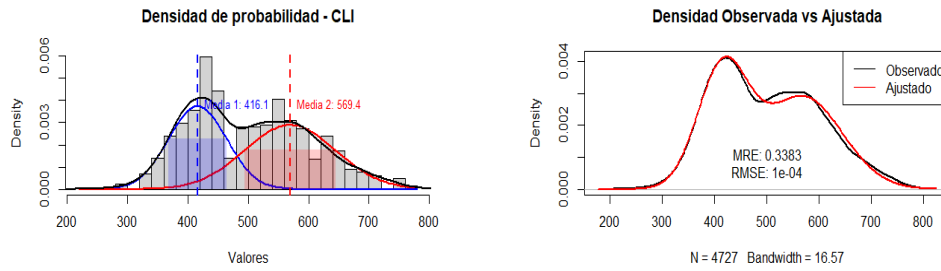 Densidad de probabilidad - CLI
Density
0.000
0.003
0.006
Media 1: 416.1
Media 2: 569.4
200 300 400 500 600 700 800
Valores
Densidad Observada vs Ajustada
Density
0.000
0.002
0.004
Observado
Ajustado
MRE: 0.3383
RMSE: 1e-04
200 300 400 500 600 700 800
N = 4727 Bandwidth = 16.57